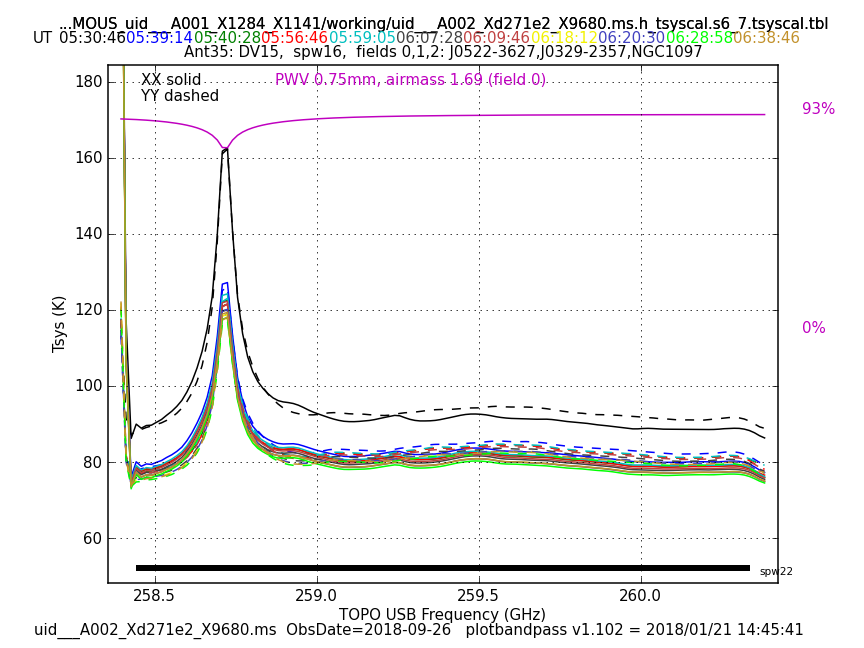 ...MOUS_uid___A001_X1284_X1141/working/uid___A002_Xd271e2_X9680.ms.h_tsyscal.s6_7.tsyscal.tbl
UT 05:30:46 05:39:14 05:40:28 05:56:46 05:59:05 06:07:28 06:09:46 06:18:12 06:20:30 06:28:58 06:38:46
Ant35: DV15, spw16, fields 0,1,2: J0522-3627,J0329-2357,NGC1097
XX solid
YY dashed
PWV 0.75mm, airmass 1.69 (field 0)
93%
0%
180
160
140
120
100
80
60
Tsys (K)
spw22
258.5 259.0 259.5 260.0
TOPO USB Frequency (GHz)
uid___A002_Xd271e2_X9680.ms ObsDate=2018-09-26 plotbandpass v1.102 = 2018/01/21 14:45:41